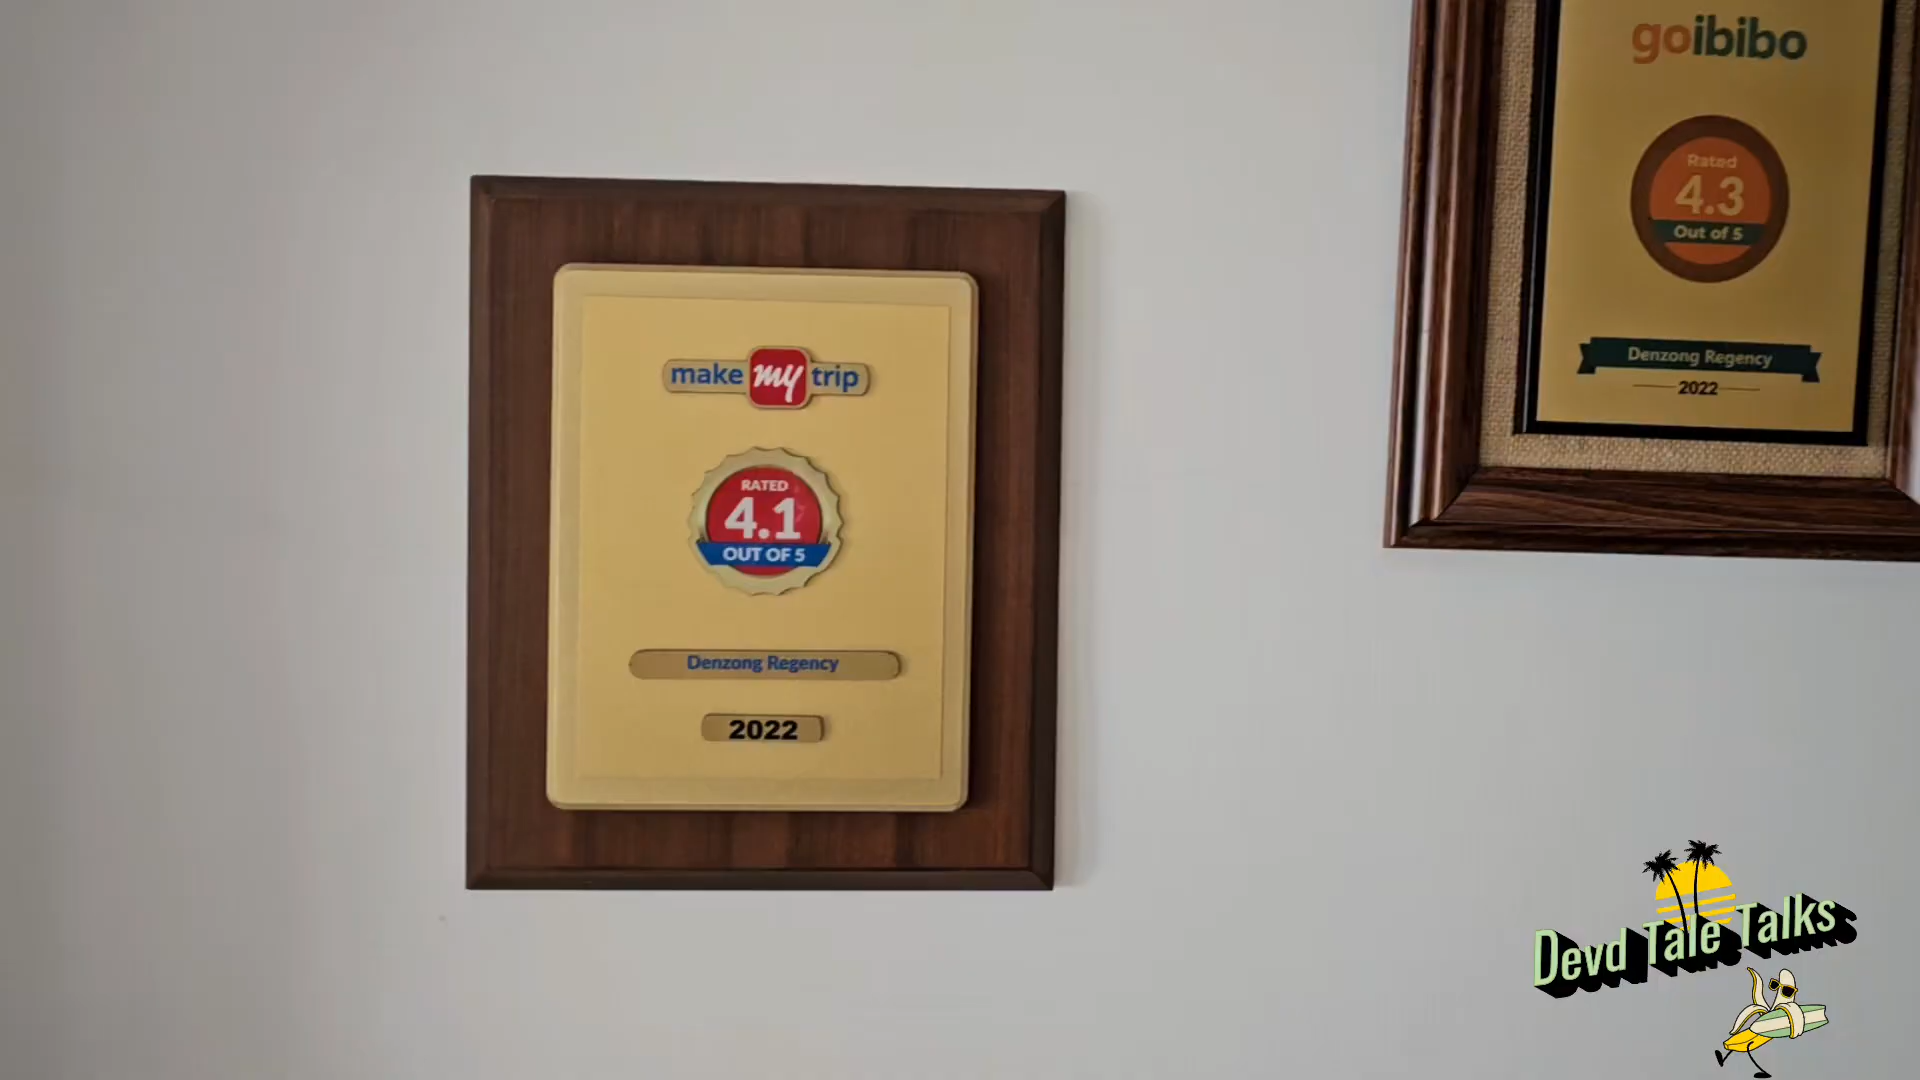 make my trip
RATED
4.1
OUT OF 5
Denzong Regency
2022
goibibo
Rated
4.3
Out of 5
Denzong Regency
2022
Devd Tale Talks